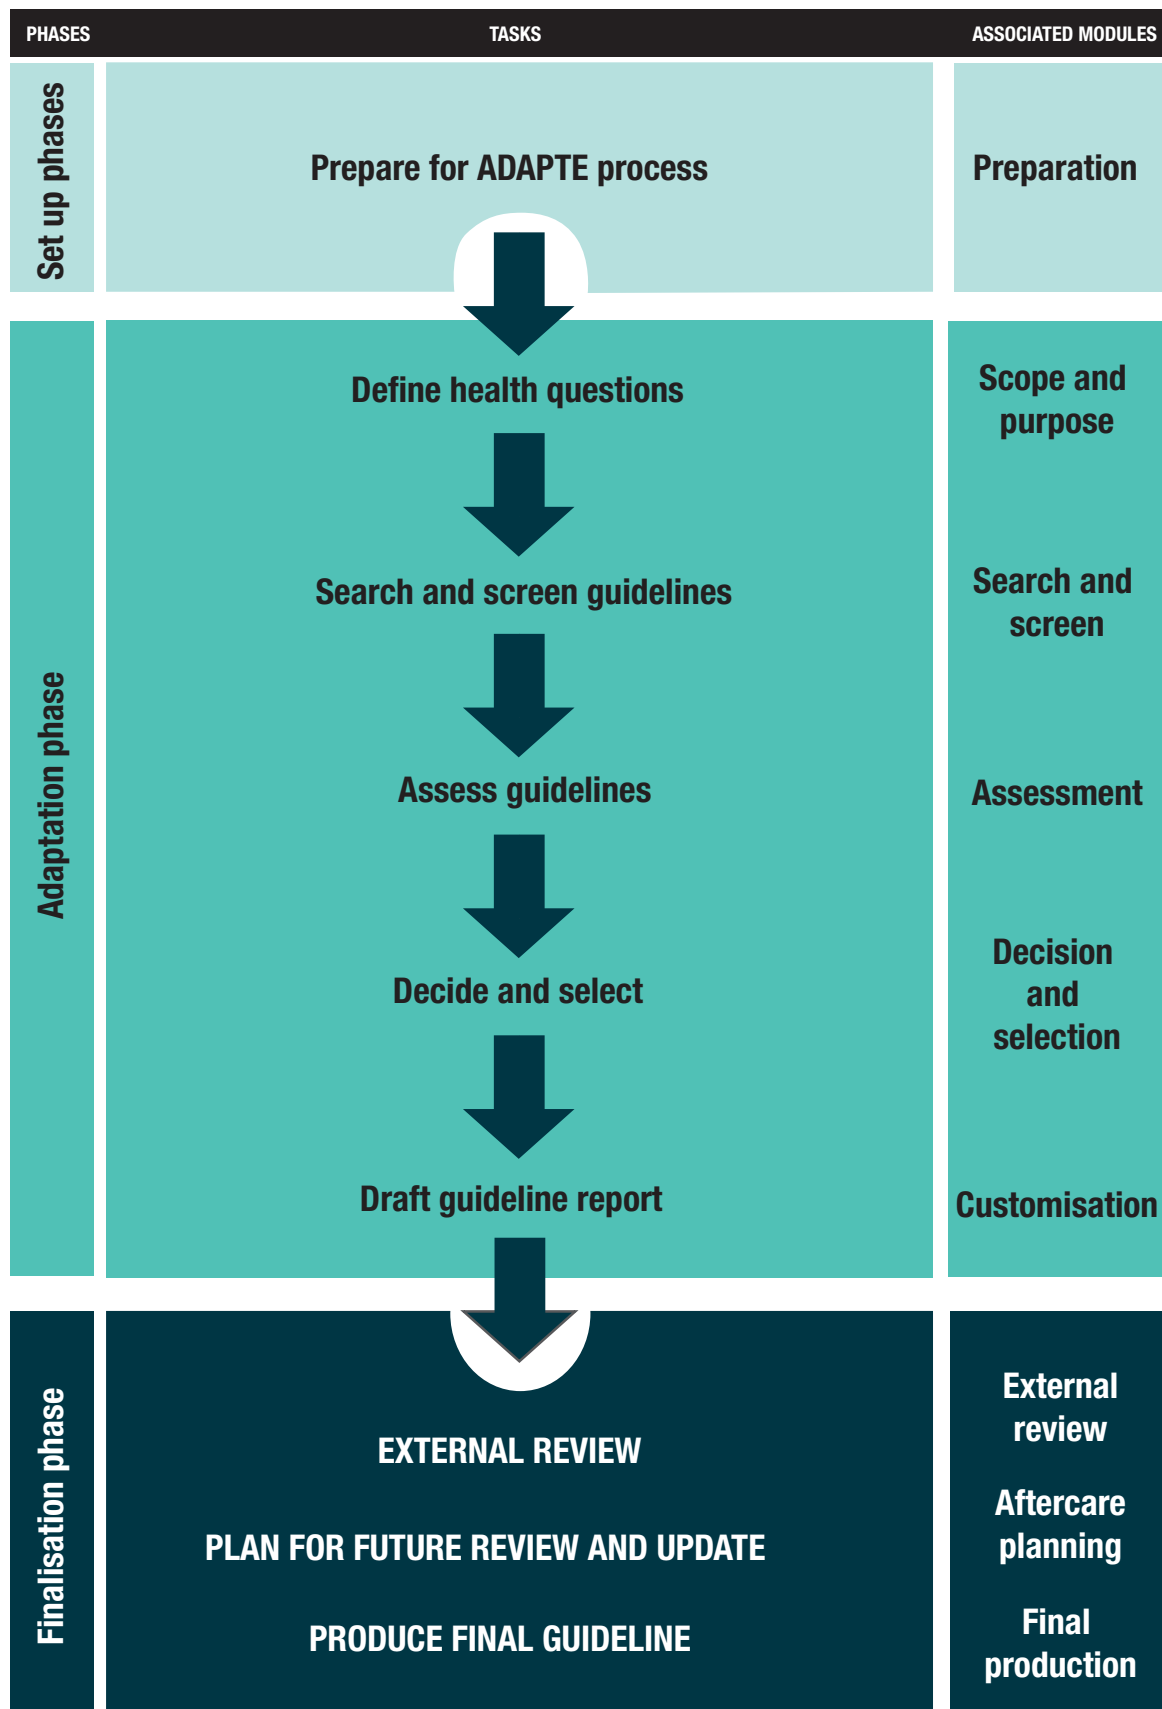 PHASES
TASKS
ASSOCIATED MODULES
Set up phases
Prepare for ADAPTE process
Preparation
Adaptation phase
Define health questions
Scope and
purpose
Search and screen guidelines
Search and
screen
Assess guidelines
Assessment
Decide and select
Decision
and
selection
Draft guideline report
Customisation
Finalisation phase
EXTERNAL REVIEW
External
review
PLAN FOR FUTURE REVIEW AND UPDATE
Aftercare
planning
PRODUCE FINAL GUIDELINE
Final
production